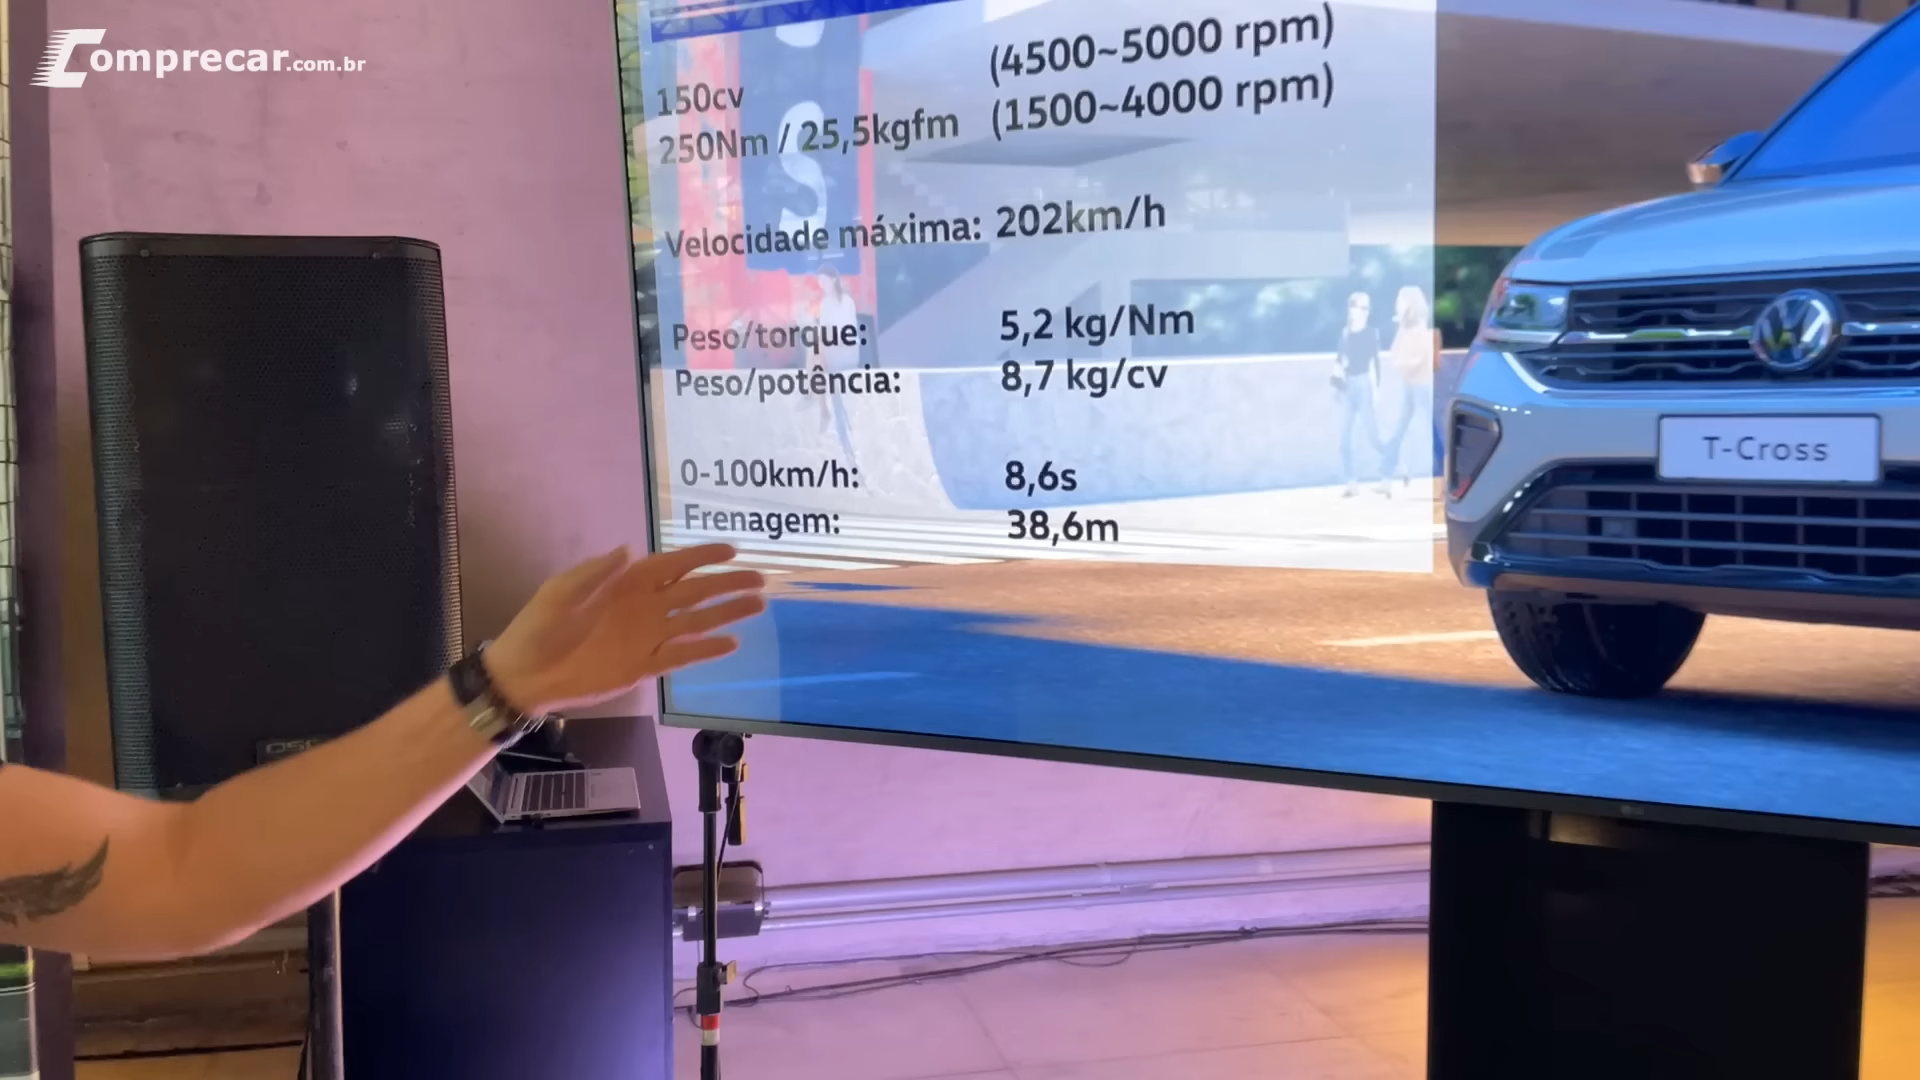 Comprecar.com.br
150cv (4500~5000 rpm)
250Nm / 25,5kgfm (1500~4000 rpm)
Velocidade máxima: 202km/h
Peso/torque: 5,2 kg/Nm
Peso/potência: 8,7 kg/cv
0-100km/h: 8,6s
Frenagem: 38,6m
T-Cross